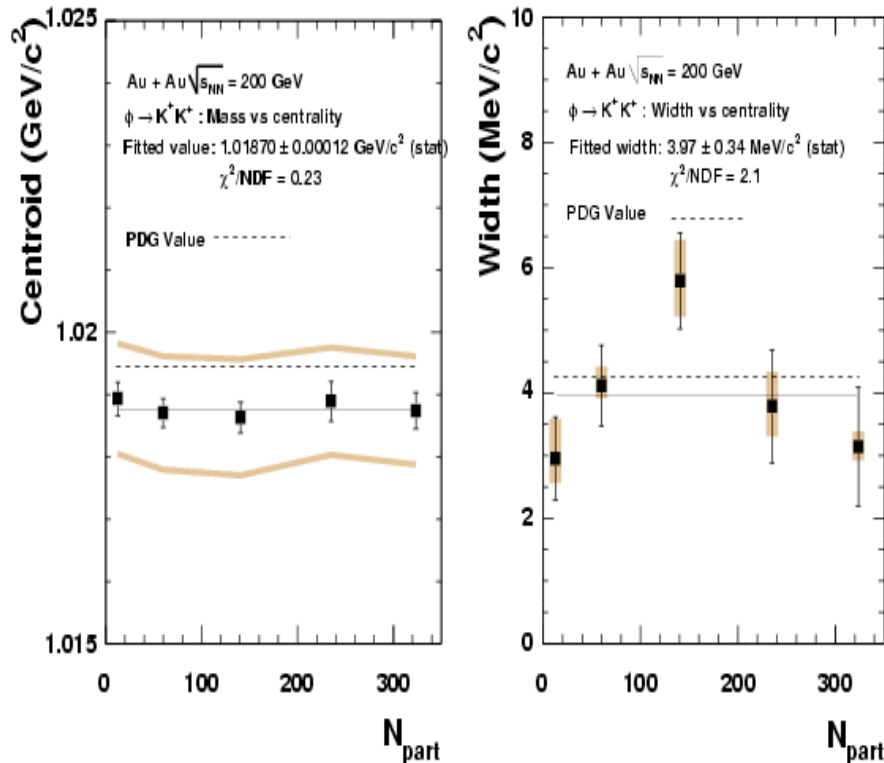 1.025
Au + Au √sNN = 200 GeV
ϕ → K+K+ : Mass vs centrality
Fitted value: 1.01870 ± 0.00012 GeV/c2 (stat)
χ2/NDF = 0.23
PDG Value
1.02
1.015
0 100 200 300
Npart
Centroid (GeV/c2)
10
Au + Au √sNN = 200 GeV
ϕ → K+K+ : Width vs centrality
Fitted width: 3.97 ± 0.34 MeV/c2 (stat)
χ2/NDF = 2.1
PDG Value
8
6
4
2
0
0 100 200 300
Npart
Width (MeV/c2)